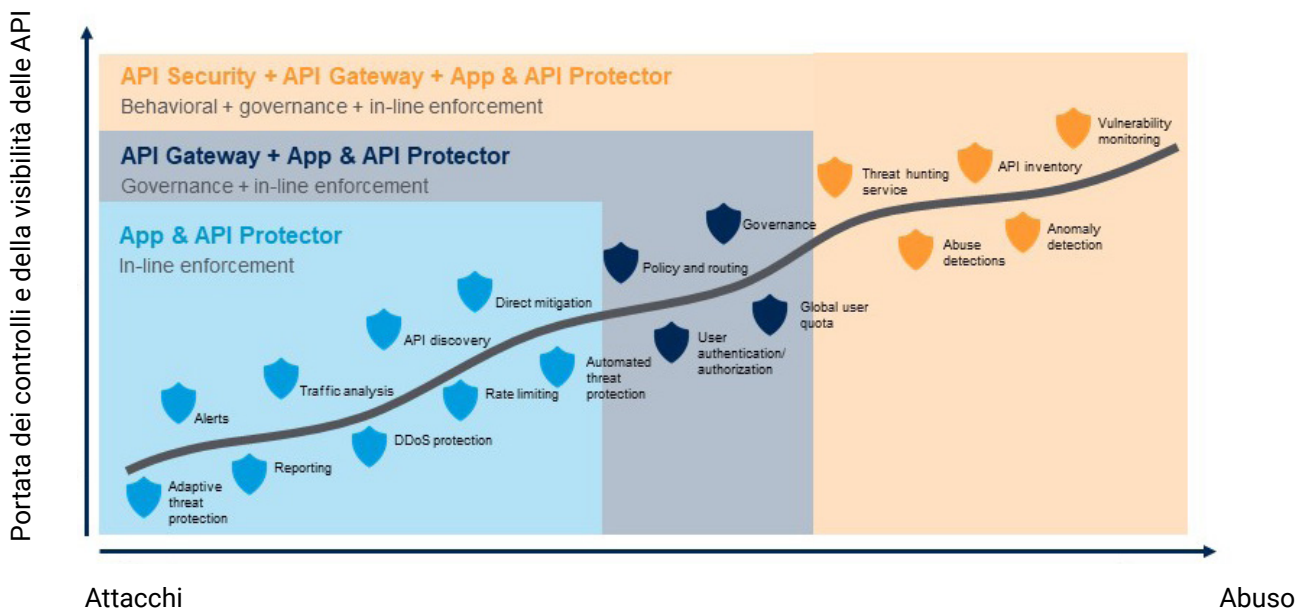 Portata dei controlli e della visibilità delle API
API Security + API Gateway + App & API Protector
Behavioral + governance + in-line enforcement
API Gateway + App & API Protector
Governance + in-line enforcement
App & API Protector
In-line enforcement
Vulnerability
monitoring
API inventory
Threat hunting
service
Anomaly
detection
Abuse
detections
Governance
Policy and routing
Global user
quota
User
authentication/
authorization
Direct mitigation
API discovery
Automated
threat
protection
Rate limiting
Traffic analysis
Alerts
DDoS protection
Reporting
Adaptive
threat
protection
Attacchi
Abuso